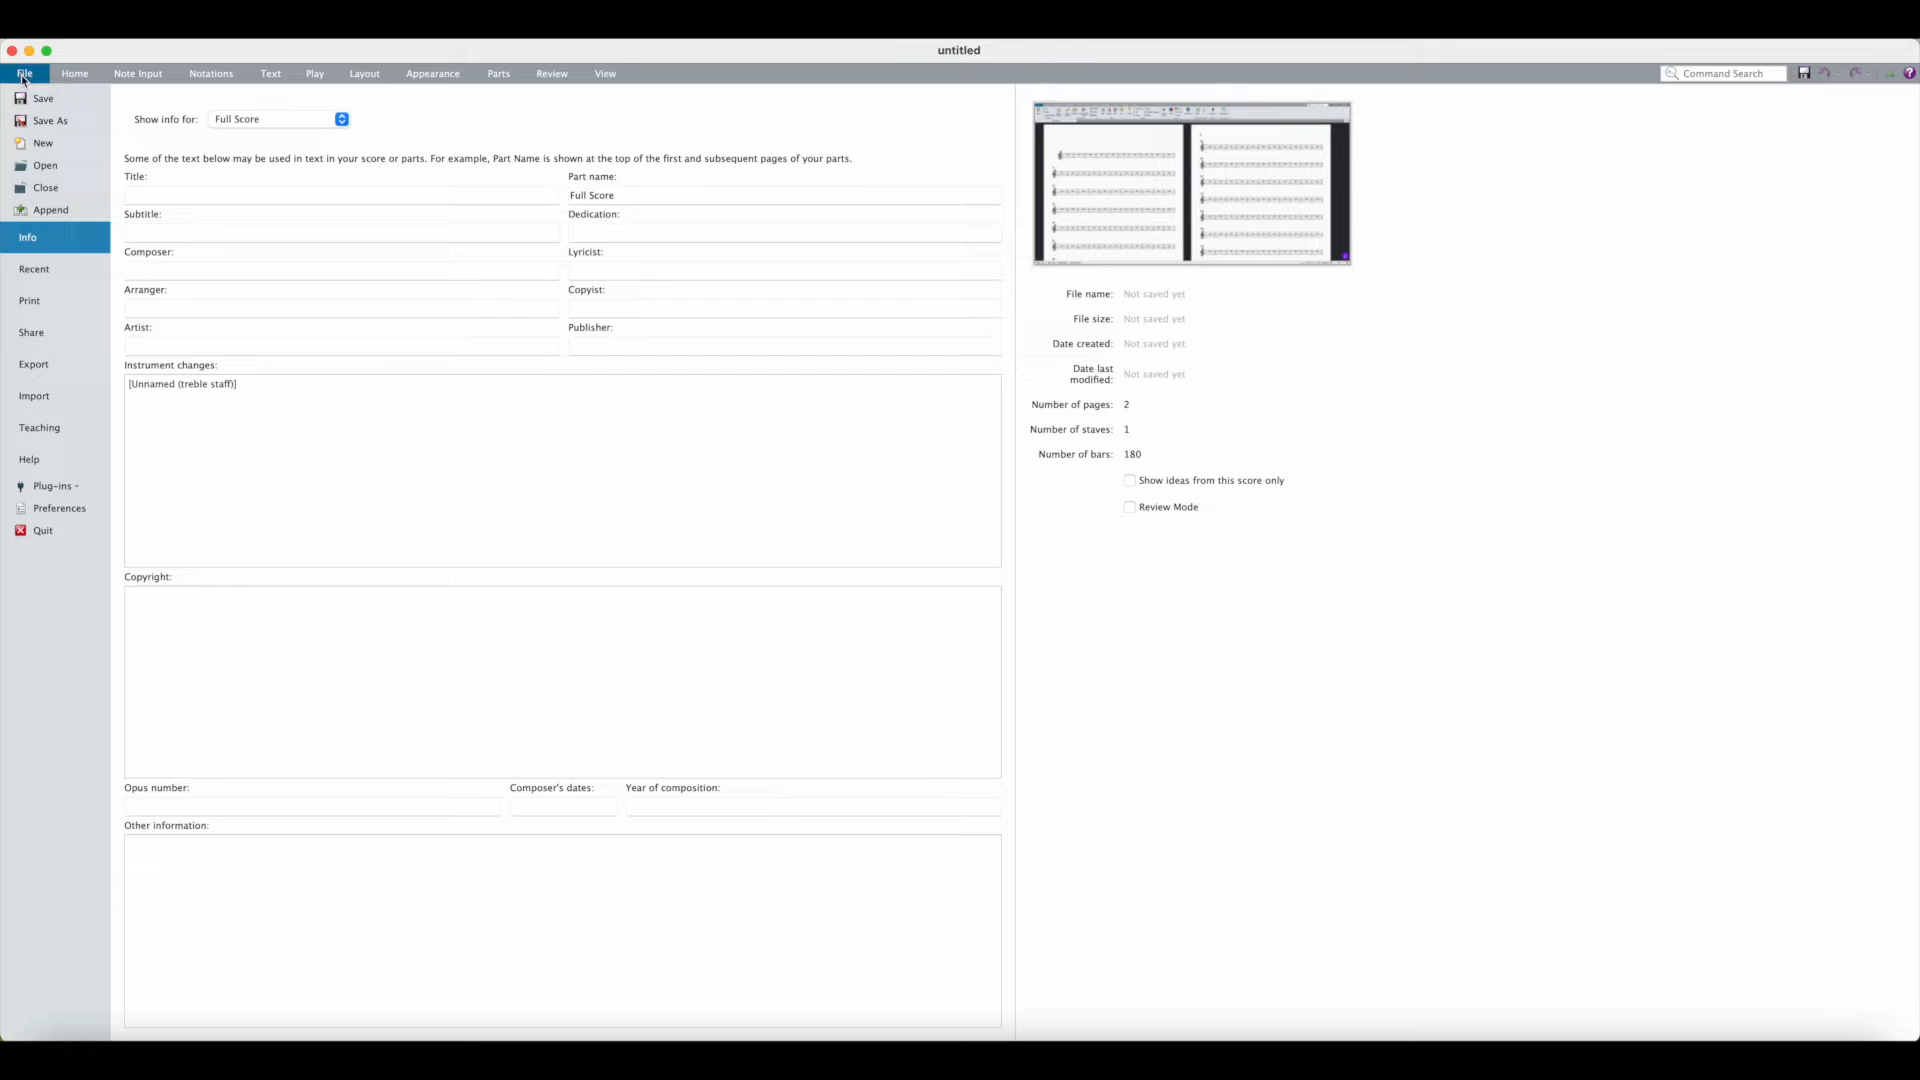 untitled
File Home Note Input Notations Text Play Layout Appearance Parts Review View Command Search
Save
Save As
New
Open
Close
Append
Info
Recent
Print
Share
Export
Import
Teaching
Help
Plug-ins
Preferences
Quit
Show info for: Full Score
Some of the text below may be used in text in your score or parts. For example, Part Name is shown at the top of the first and subsequent pages of your parts.
Title: Part name:
Full Score
Subtitle: Dedication:
Composer: Lyricist:
Arranger: Copyist:
Artist: Publisher:
Instrument changes:
[Unnamed (treble staff)]
Copyright:
Opus number: Composer's dates: Year of composition:
Other information:
File name: Not saved yet
File size: Not saved yet
Date created: Not saved yet
Date last
modified: Not saved yet
Number of pages: 2
Number of staves: 1
Number of bars: 180
Show ideas from this score only
Review Mode